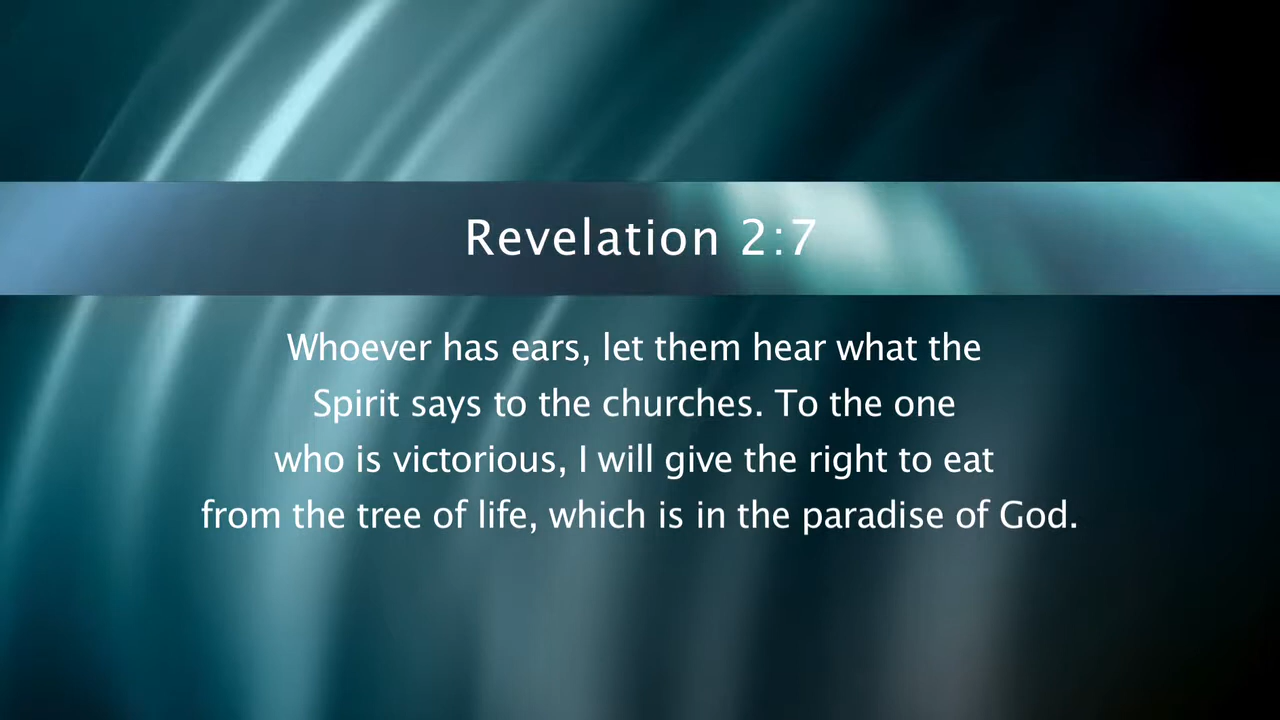 Revelation 2:7
Whoever has ears, let them hear what the
Spirit says to the churches. To the one
who is victorious, I will give the right to eat
from the tree of life, which is in the paradise of God.